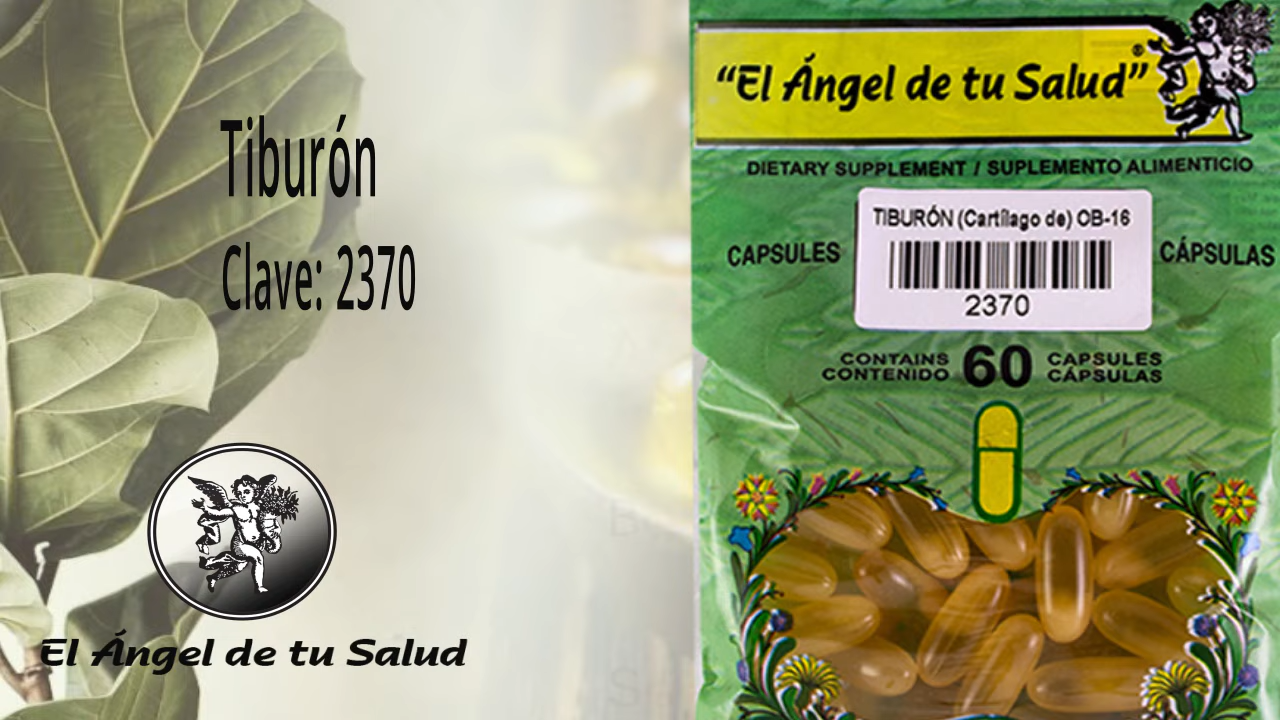 Tiburón
Clave: 2370
El Ángel de tu Salud
“El Ángel de tu Salud”®
DIETARY SUPPLEMENT / SUPLEMENTO ALIMENTICIO
TIBURÓN (Cartílago de) OB-16
CAPSULES
CÁPSULAS
2370
CONTAINS 60 CAPSULES
CONTENIDO CÁPSULAS